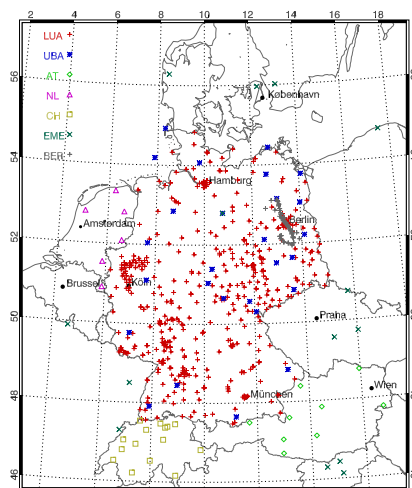 2 4 6 8 10 12 14 16 18
LUA
UBA
AT
NL
CH
EME
BER
56
54
52
50
48
46
København
Hamburg
Amsterdam
Berlin
Brussel
Köln
Praha
Wien
München